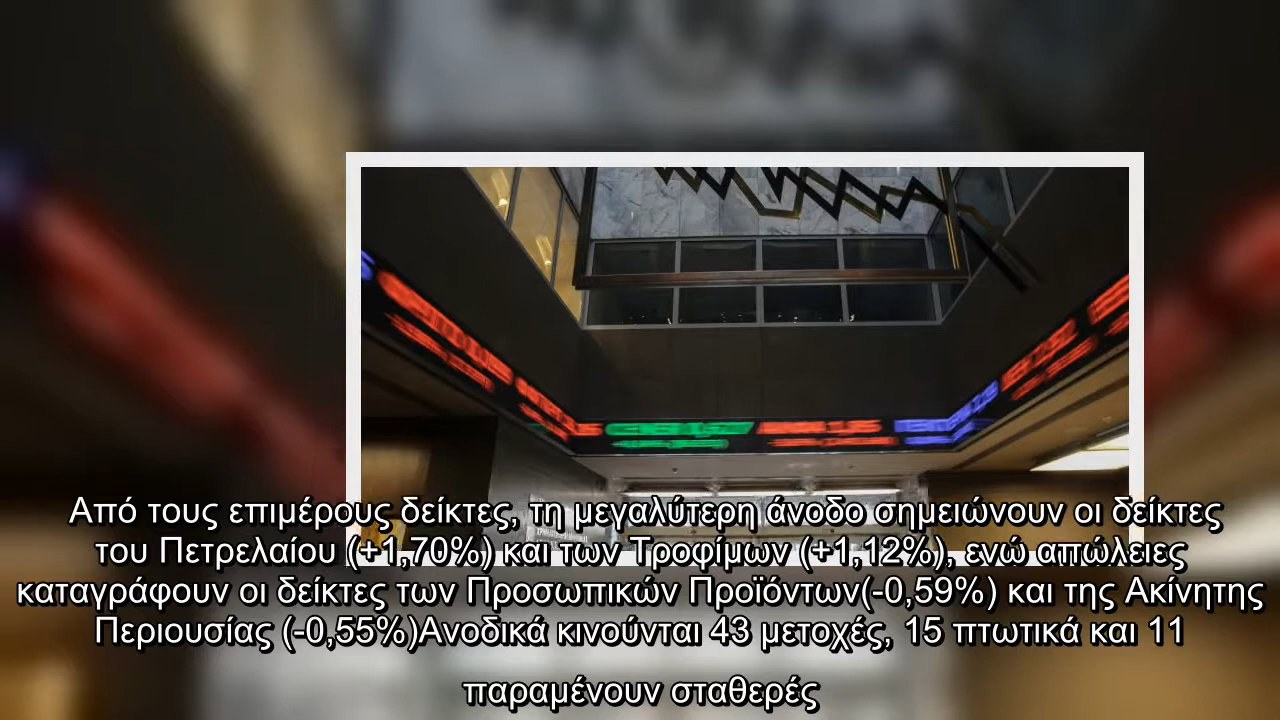 Από τους επιμέρους δείκτες, τη μεγαλύτερη άνοδο σημειώνουν οι δείκτες
του Πετρελαίου (+1,70%) και των Τροφίμων (+1,12%), ενώ απώλειες
καταγράφουν οι δείκτες των Προσωπικών Προϊόντων(-0,59%) και της Ακίνητης
Περιουσίας (-0,55%)Ανοδικά κινούνται 43 μετοχές, 15 πτωτικά και 11
παραμένουν σταθερές